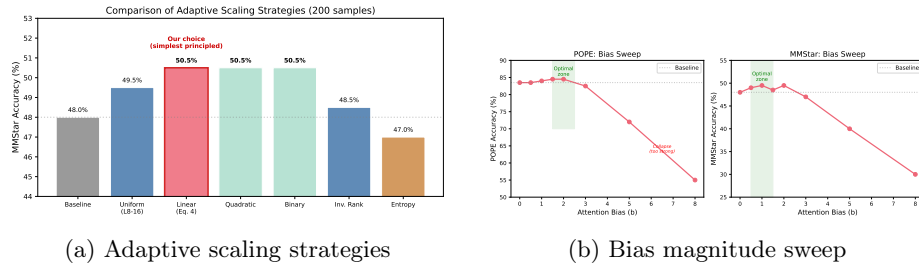 Comparison of Adaptive Scaling Strategies (200 samples)
MMStar Accuracy (%)
53
52
51
50
49
48
47
46
45
44
Our choice
(simplest principled)
48.0%
49.5%
50.5%
50.5%
50.5%
48.5%
47.0%
Baseline
Uniform
(L8-16)
Linear
(Eq. 4)
Quadratic
Binary
Inv. Rank
Entropy
(a) Adaptive scaling strategies
POPE: Bias Sweep
POPE Accuracy (%)
90
85
80
75
70
65
60
55
50
Optimal
zone
Baseline
Collapse
(too strong)
0 1 2 3 4 5 6 7 8
Attention Bias (b)
MMStar: Bias Sweep
MMStar Accuracy (%)
55
50
45
40
35
30
25
Optimal
zone
Baseline
0 1 2 3 4 5 6 7 8
Attention Bias (b)
(b) Bias magnitude sweep